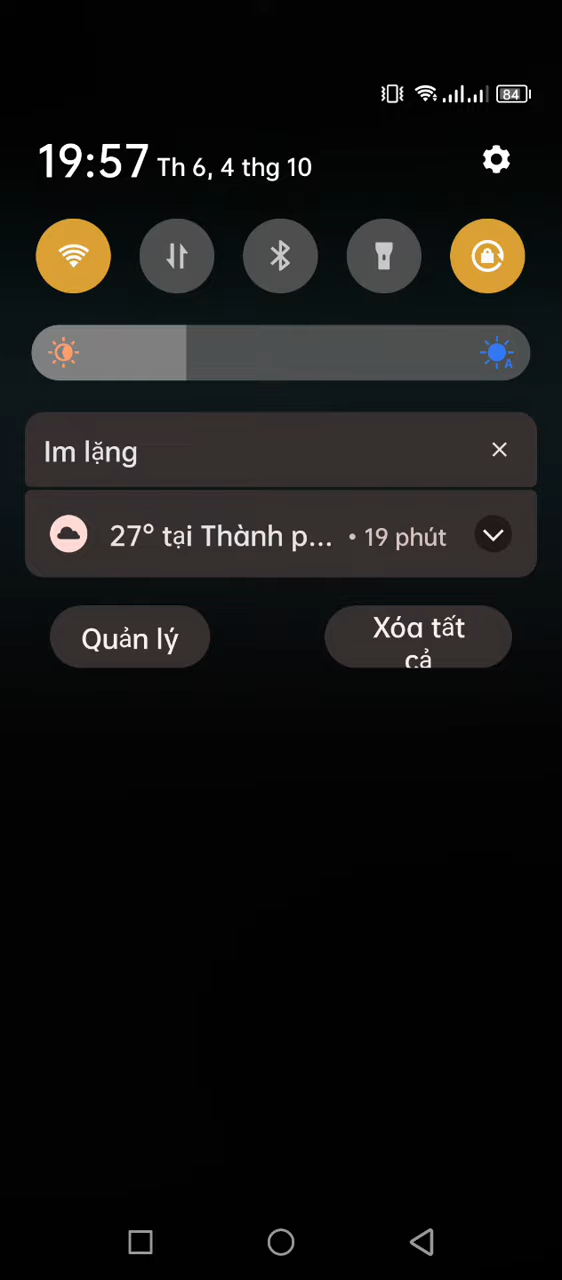 84
19:57 Th 6, 4 thg 10
A
Im lặng
27° tại Thành p... • 19 phút
Quản lý
Xóa tất
cả